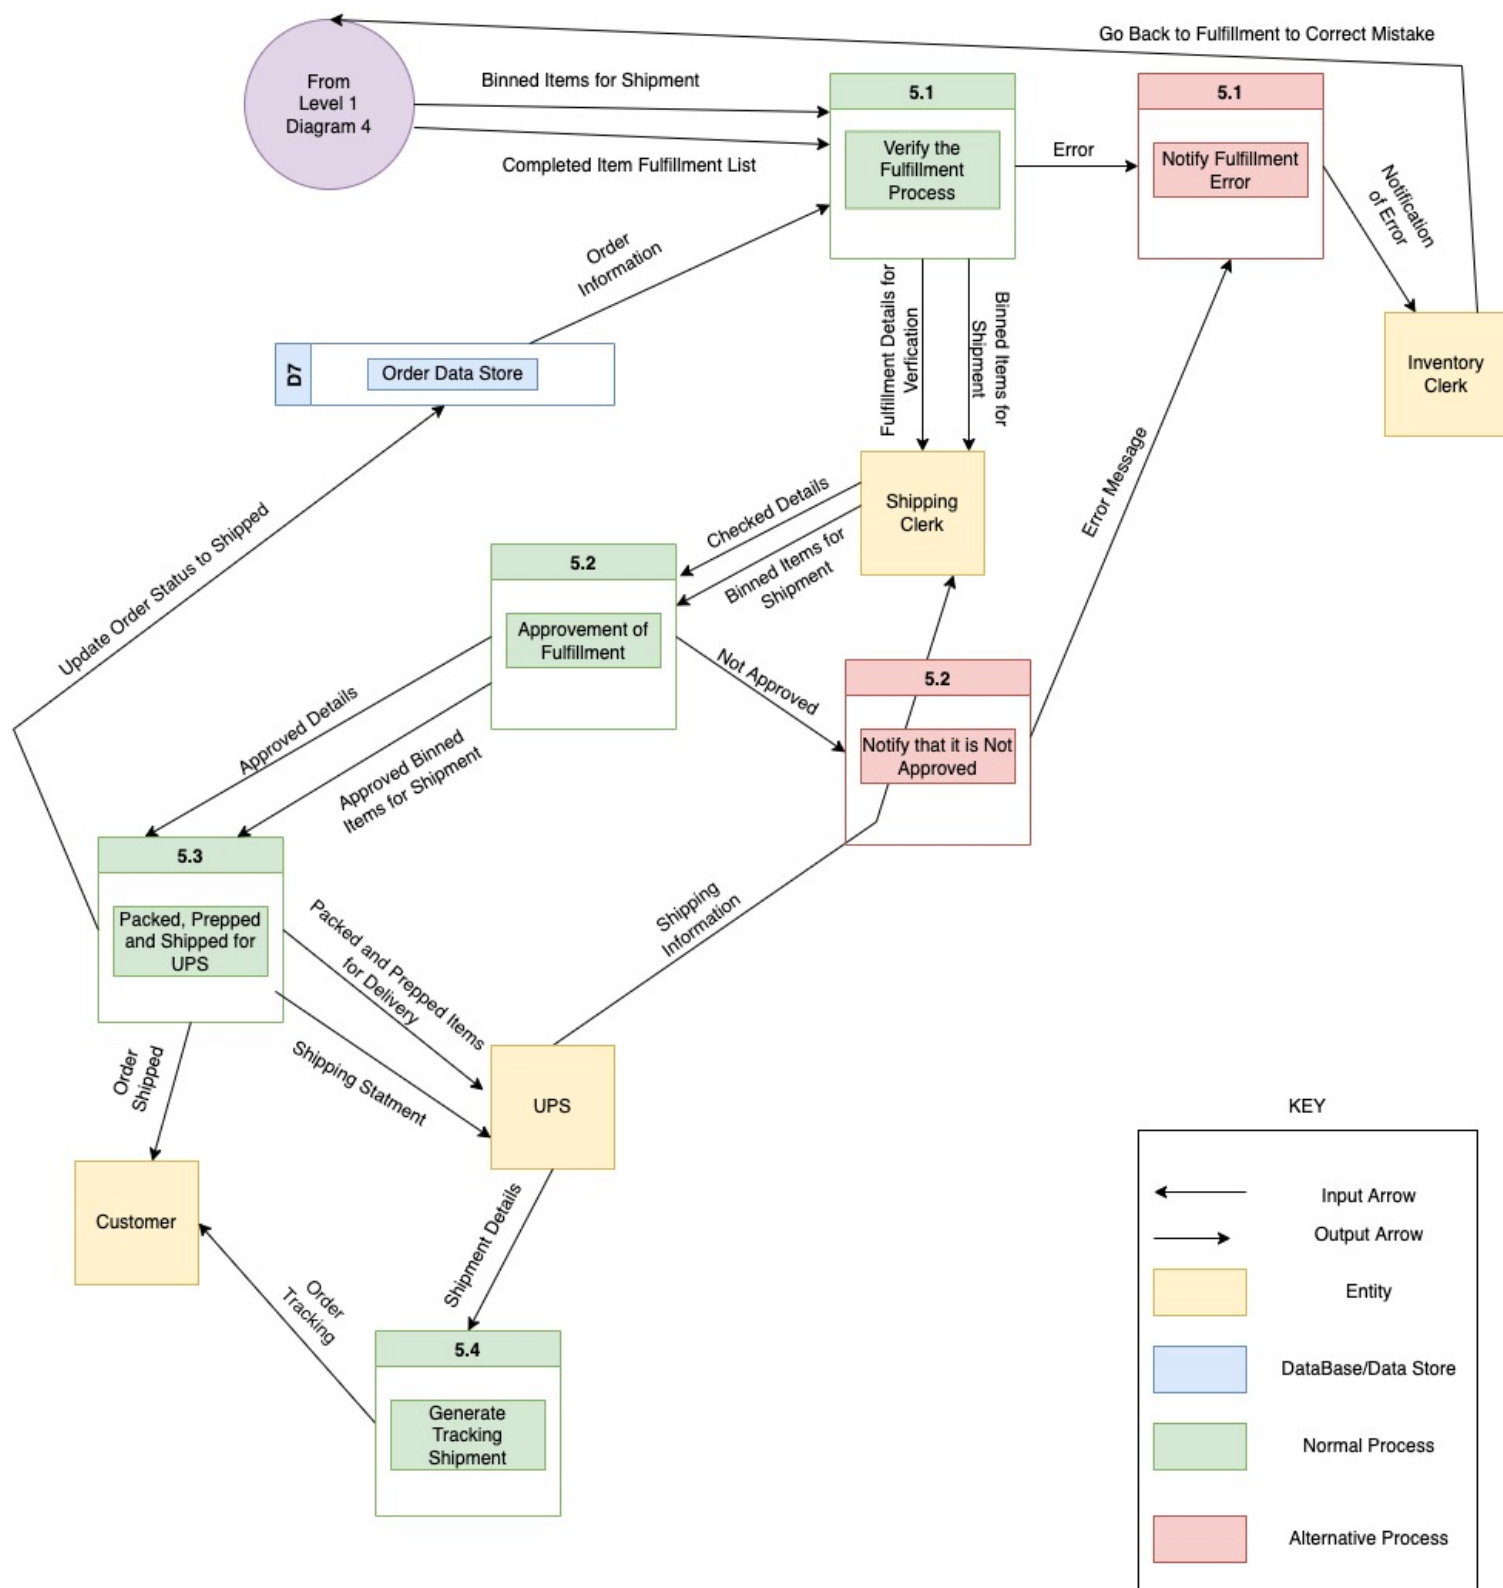 Go Back to Fulfillment to Correct Mistake
From
Level 1
Diagram 4
Binned Items for Shipment
Completed Item Fulfillment List
5.1
Verify the
Fulfillment
Process
Error
5.1
Notify Fulfillment
Error
Notification
of Error
Order
Information
D7
Order Data Store
Fulfillment Details for
Verfication
Binned Items for
Shipment
Inventory
Clerk
Shipping
Clerk
Checked Details
Binned Items for
Shipment
Error Message
Update Order Status to Shipped
5.2
Approvement of
Fulfillment
Not Approved
5.2
Notify that it is Not
Approved
Approved Details
Approved Binned
Items for Shipment
5.3
Packed, Prepped
and Shipped for
UPS
Packed and Prepped Items
for Delivery
Shipping
Information
Shipping Statment
Order
Shipped
UPS
Customer
Shipment Details
Order
Tracking
5.4
Generate
Tracking
Shipment
KEY
Input Arrow
Output Arrow
Entity
DataBase/Data Store
Normal Process
Alternative Process